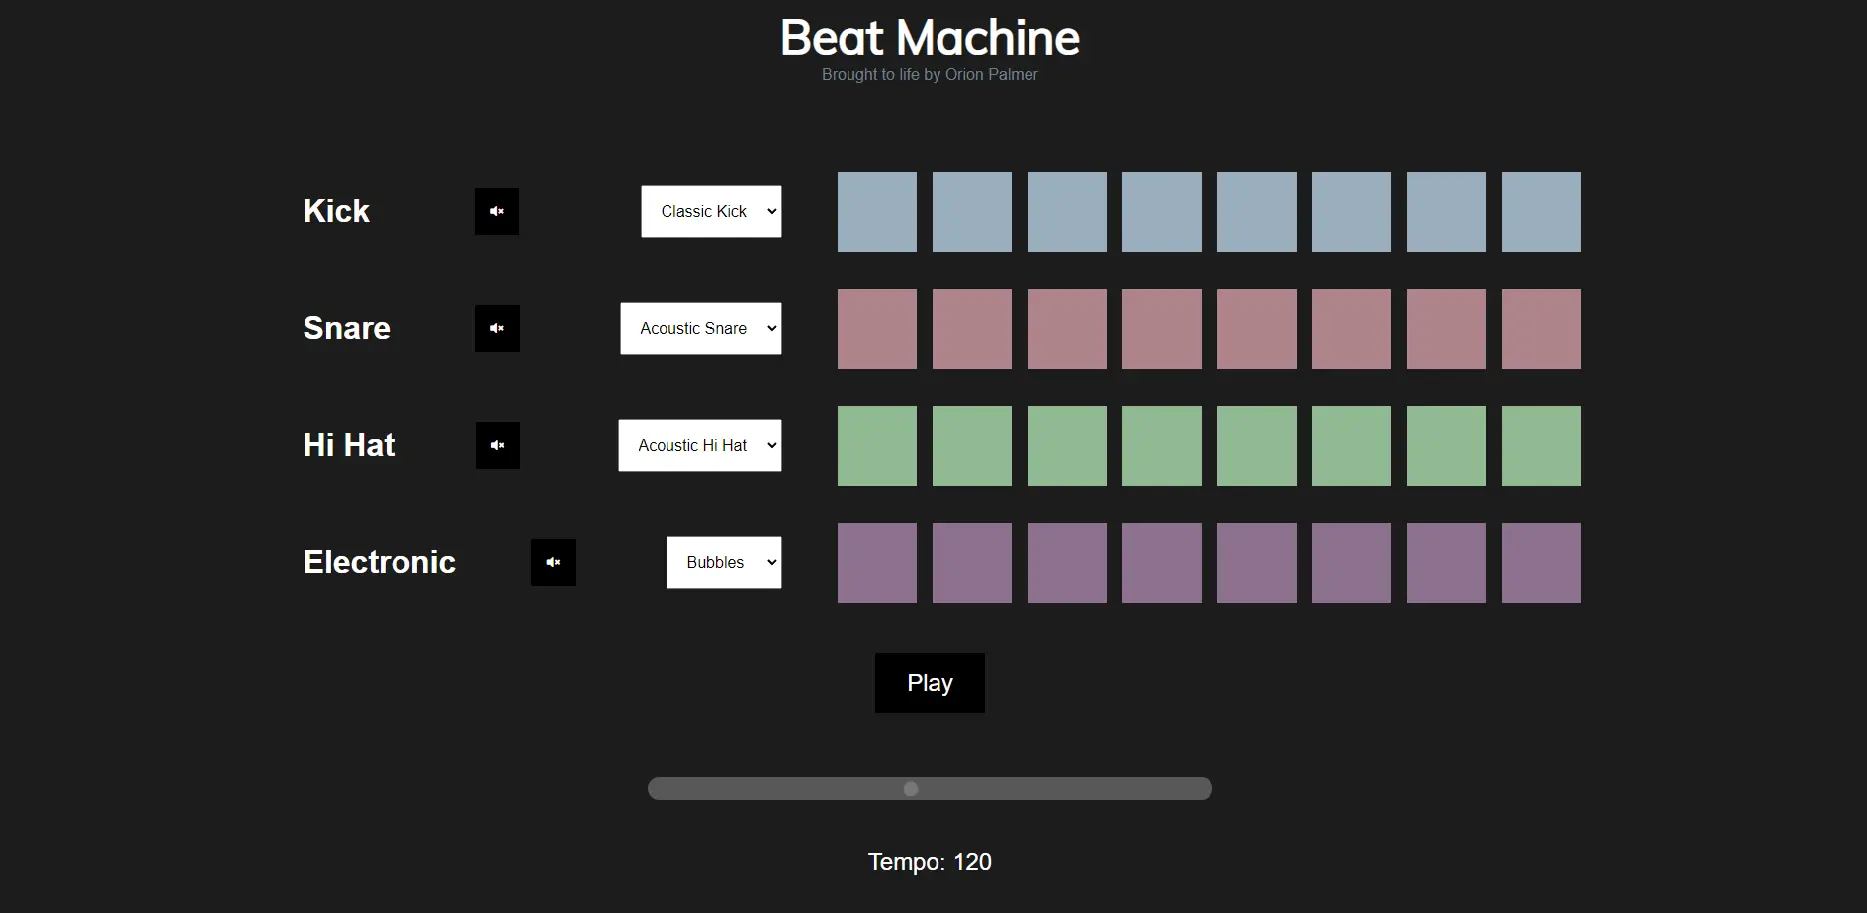 Beat Machine
Brought to life by Orion Palmer
Kick
Classic Kick
Snare
Acoustic Snare
Hi Hat
Acoustic Hi Hat
Electronic
Bubbles
Play
Tempo: 120